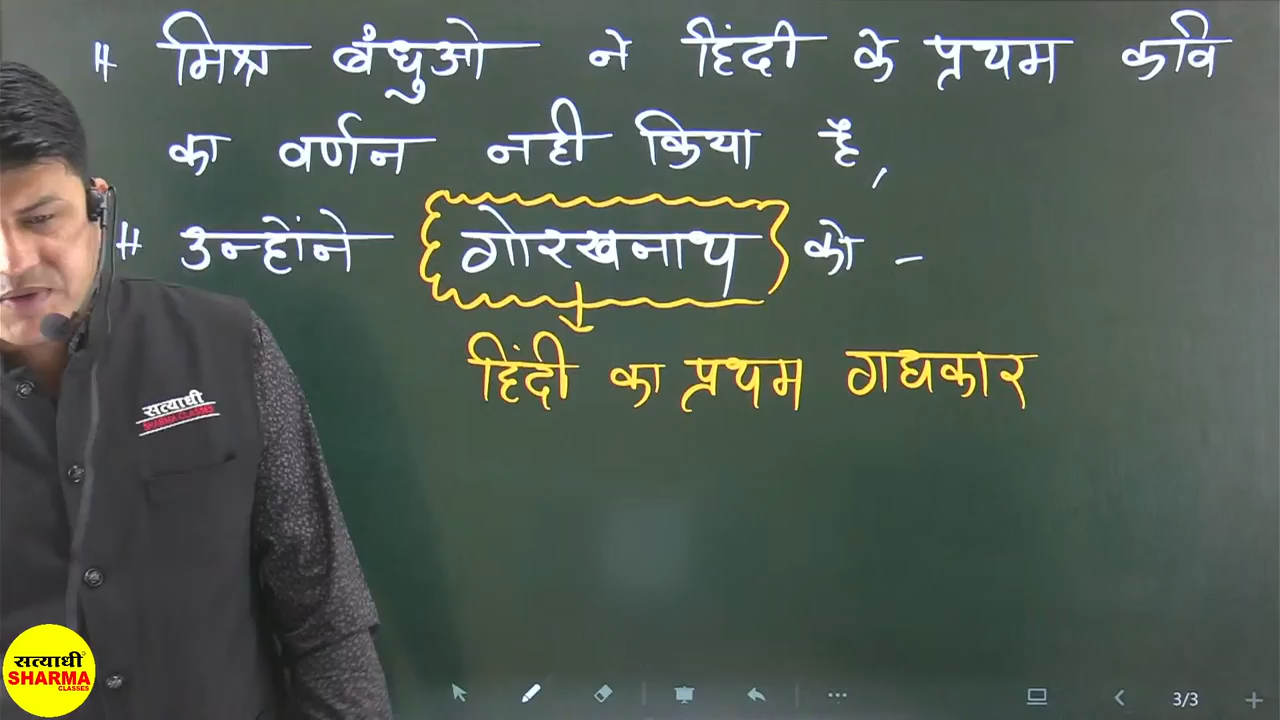 # मिश्र बंधुओ ने हिंदी के प्रथम कवि
का वर्णन नही किया है,
# उन्होंने गोरखनाथ को -
हिंदी का प्रथम गद्यकार
सत्यार्थी
SHARMA CLASSES
सत्यार्थी
SHARMA
CLASSES
3/3